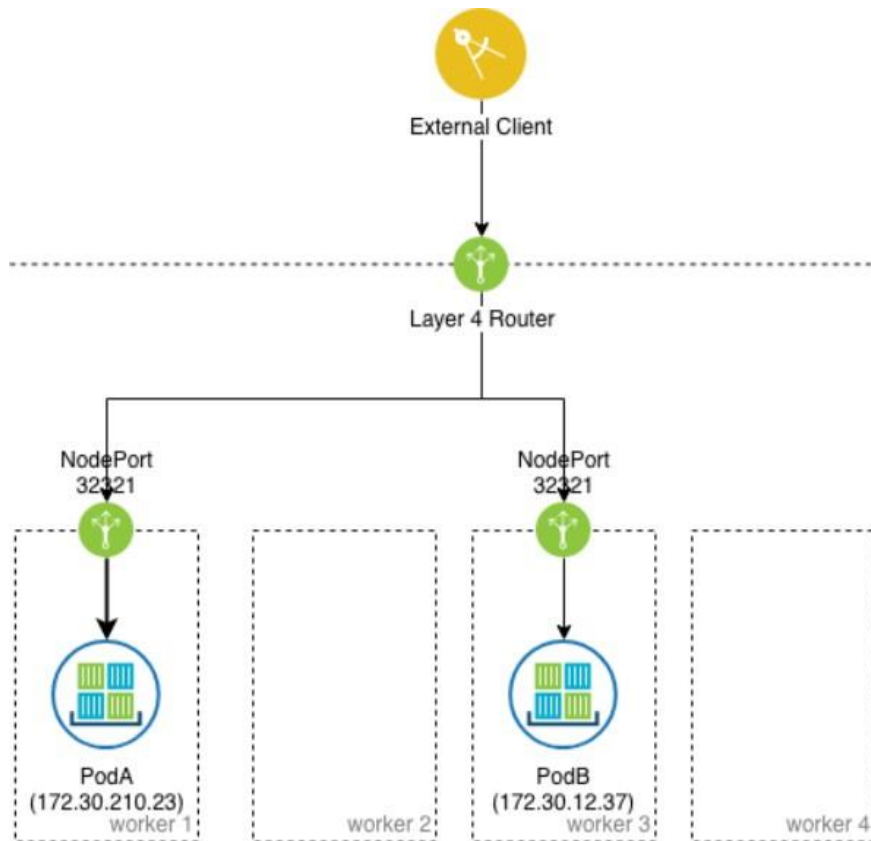 External Client
Layer 4 Router
NodePort
32321
NodePort
32321
PodA
(172.30.210.23)
worker 1
worker 2
PodB
(172.30.12.37)
worker 3
worker 4